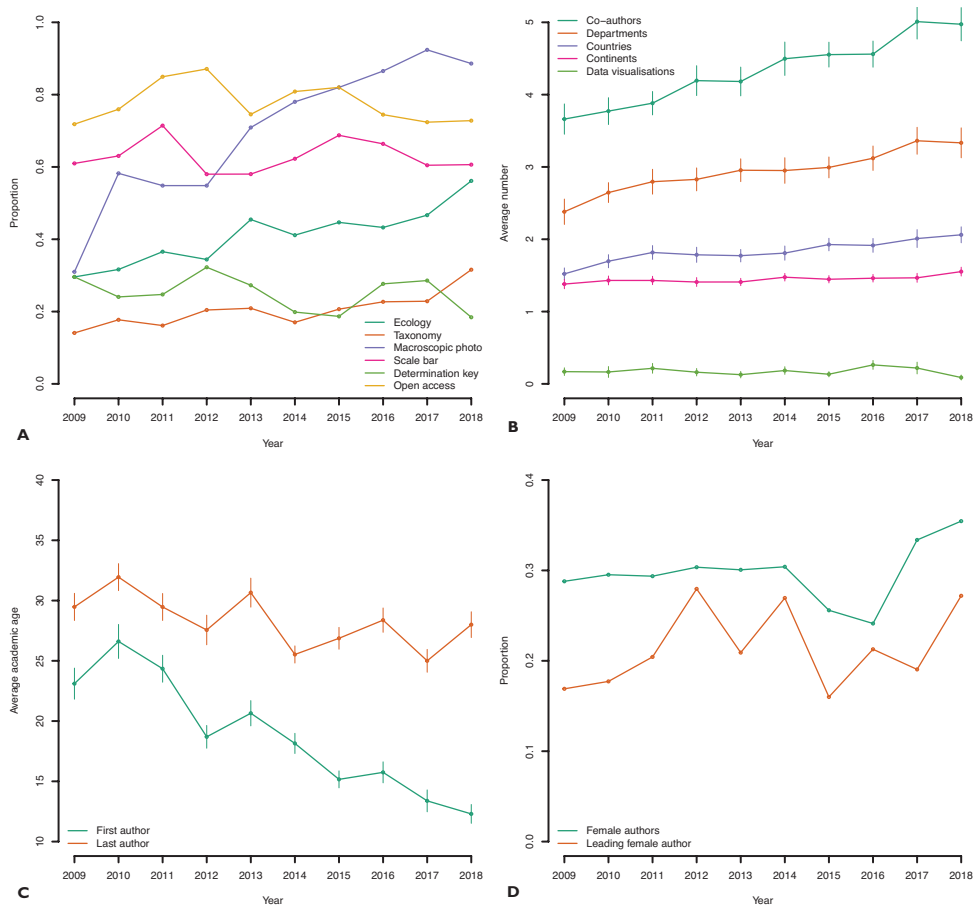 1.0
0.8
0.6
0.4
0.2
0.0
Proportion
Ecology
Taxonomy
Macroscopic photo
Scale bar
Determination key
Open access
2009 2010 2011 2012 2013 2014 2015 2016 2017 2018
Year
A
5
4
3
2
1
0
Average number
Co−authors
Departments
Countries
Continents
Data visualisations
2009 2010 2011 2012 2013 2014 2015 2016 2017 2018
Year
B
40
35
30
25
20
15
10
Average academic age
First author
Last author
2009 2010 2011 2012 2013 2014 2015 2016 2017 2018
Year
C
0.4
0.3
0.2
0.1
0.0
Proportion
Female authors
Leading female author
2009 2010 2011 2012 2013 2014 2015 2016 2017 2018
Year
D